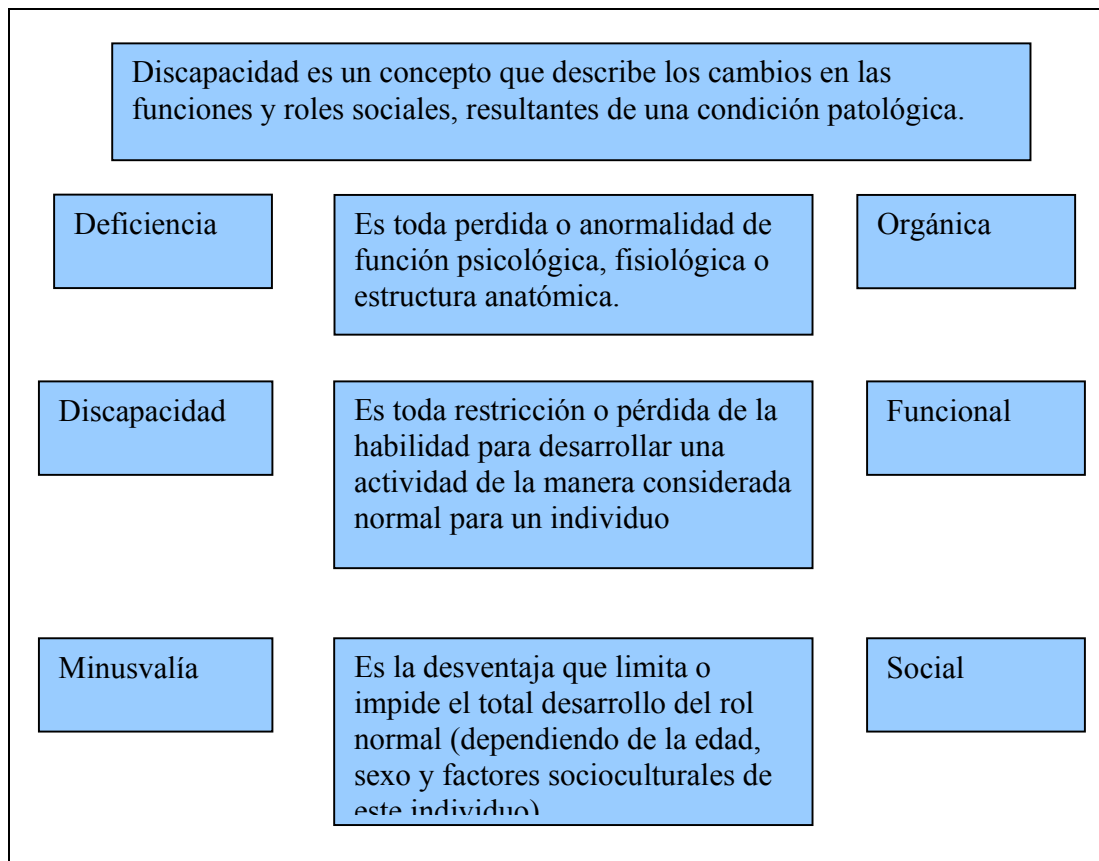 Discapacidad es un concepto que describe los cambios en las
funciones y roles sociales, resultantes de una condición patológica.
Deficiencia
Es toda perdida o anormalidad de
función psicológica, fisiológica o
estructura anatómica.
Orgánica
Discapacidad
Es toda restricción o pérdida de la
habilidad para desarrollar una
actividad de la manera considerada
normal para un individuo
Funcional
Minusvalía
Es la desventaja que limita o
impide el total desarrollo del rol
normal (dependiendo de la edad,
sexo y factores socioculturales de
este individuo)
Social